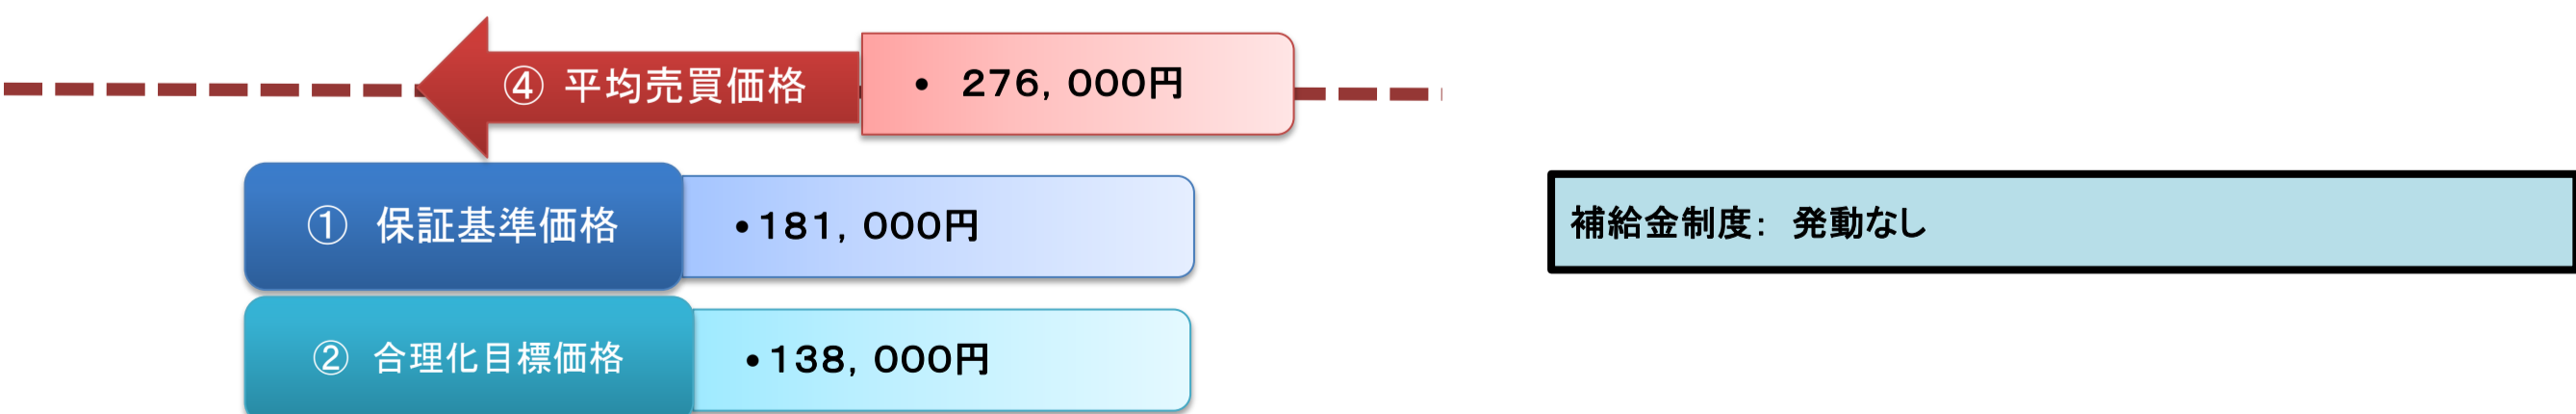 ④ 平均売買価格
• 276，000円
① 保証基準価格
•181，000円
補給金制度： 発動なし
② 合理化目標価格
•138，000円